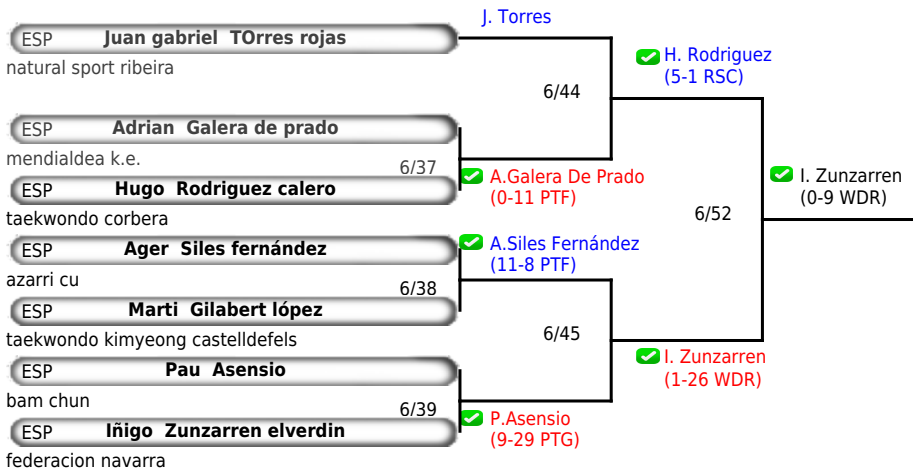 J. Torres
ESP Juan gabriel TOrres rojas
natural sport ribeira
H. Rodriguez
(5-1 RSC)
6/44
ESP Adrian Galera de prado
mendialdea k.e.
6/37
A.Galera De Prado
(0-11 PTF)
ESP Hugo Rodriguez calero
taekwondo corbera
I. Zunzarren
(0-9 WDR)
6/52
ESP Ager Siles fernández
azarri cu
A.Siles Fernández
(11-8 PTF)
6/38
ESP Marti Gilabert lópez
taekwondo kimyeong castelldefels
6/45
I. Zunzarren
(1-26 WDR)
ESP Pau Asensio
bam chun
6/39
P.Asensio
(9-29 PTG)
ESP Iñigo Zunzarren elverdin
federacion navarra